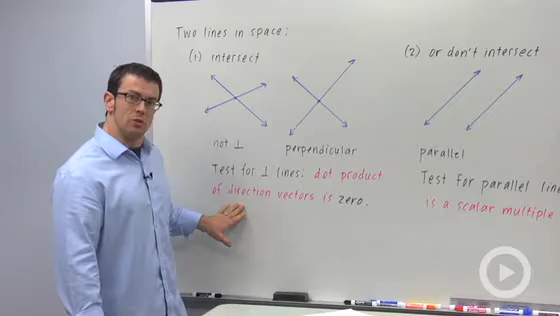 Two lines in space:
(1) intersect
(2) or don't intersect
not ⊥
perpendicular
parallel
Test for ⊥ lines: dot product
of direction vectors is zero.
Test for parallel
is a scalar multiple